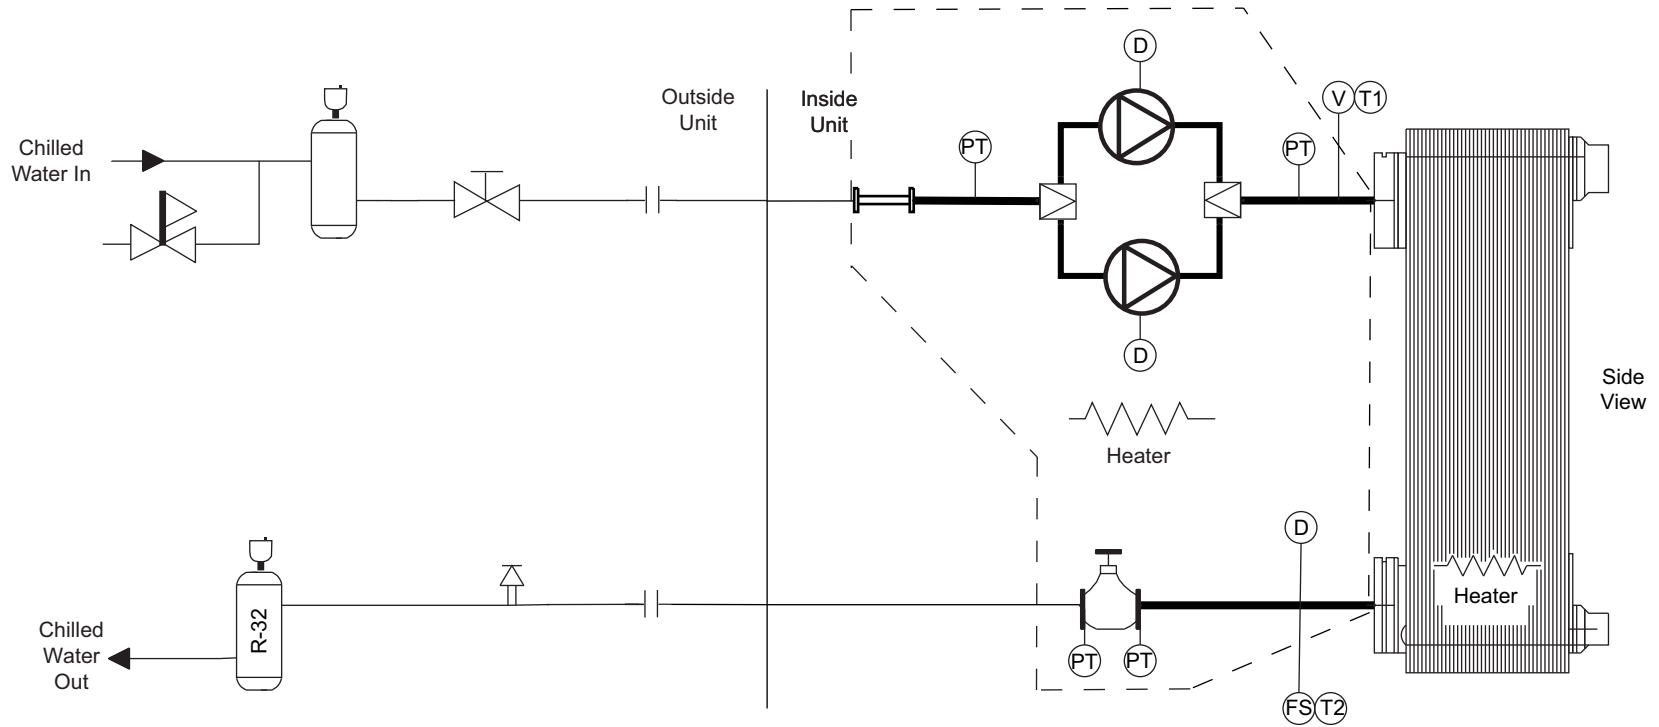 D
Outside
Unit
Inside
Unit
V
T1
Chilled
Water In
PT
PT
D
Side
View
Heater
D
Heater
R-32
Chilled
Water
Out
PT
PT
FS
T2